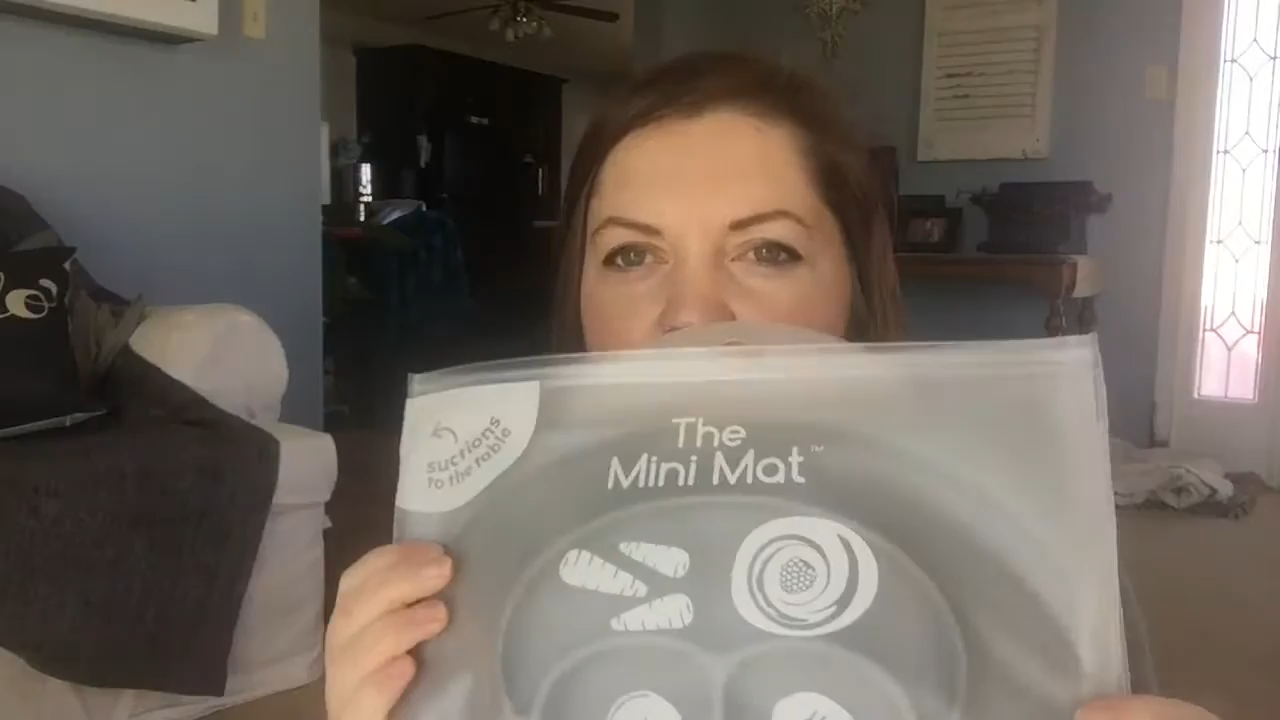 suctions
to the table
The
Mini Mat™